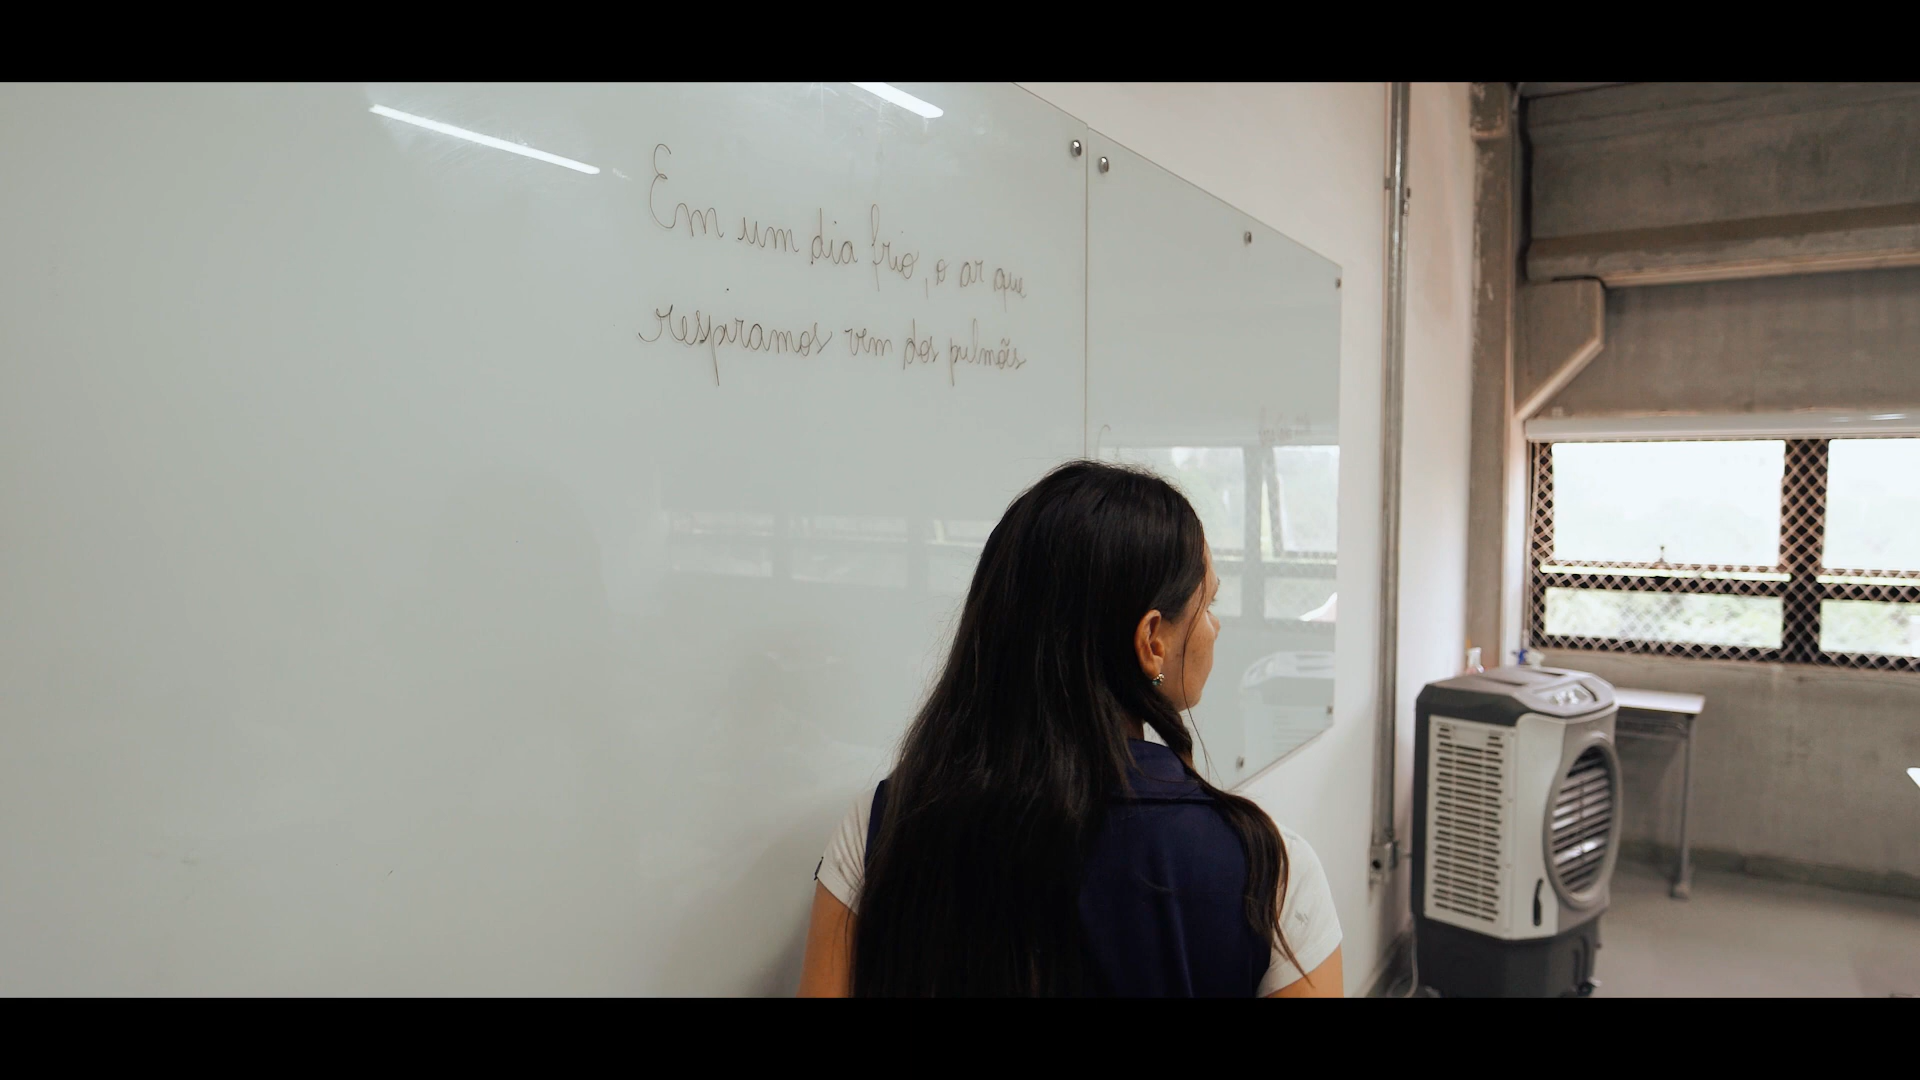 Em um dia frio, o ar que
respiramos vem dos pulmões